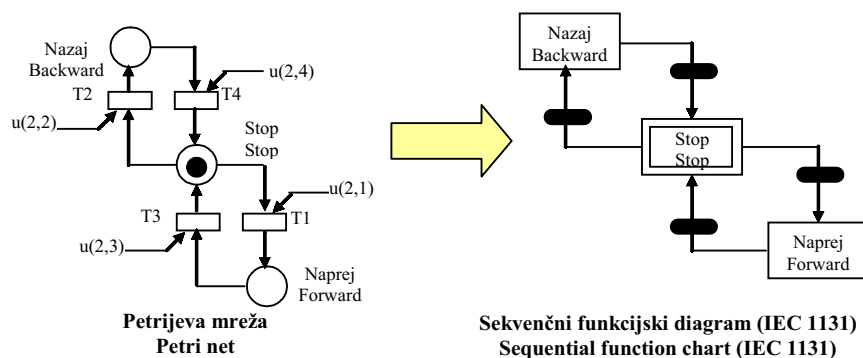 Nazaj
Backward
T2
T4
u(2,4)
u(2,2)
Stop
Stop
u(2,1)
T3
T1
u(2,3)
Naprej
Forward
Petrijeva mreža
Petri net
Nazaj
Backward
Stop
Stop
Naprej
Forward
Sekvenčni funkcijski diagram (IEC 1131)
Sequential function chart (IEC 1131)